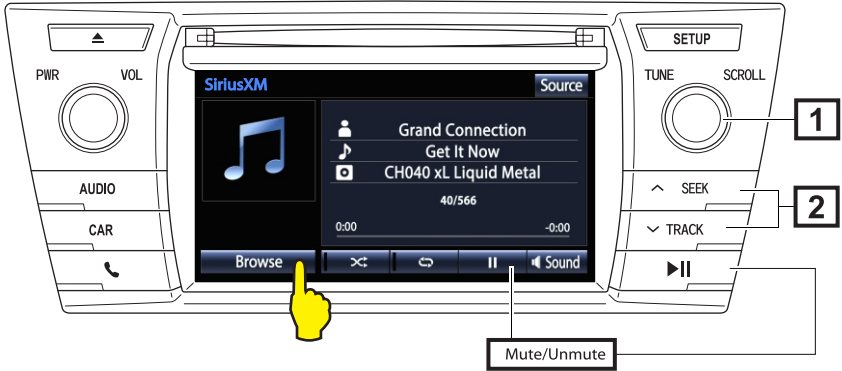 SETUP
PWR VOL
SiriusXM
Source
TUNE SCROLL
1
Grand Connection
Get It Now
CH040 xL Liquid Metal
40/566
0:00 -0:00
AUDIO
SEEK
2
CAR
TRACK
Browse
Sound
Mute/Unmute